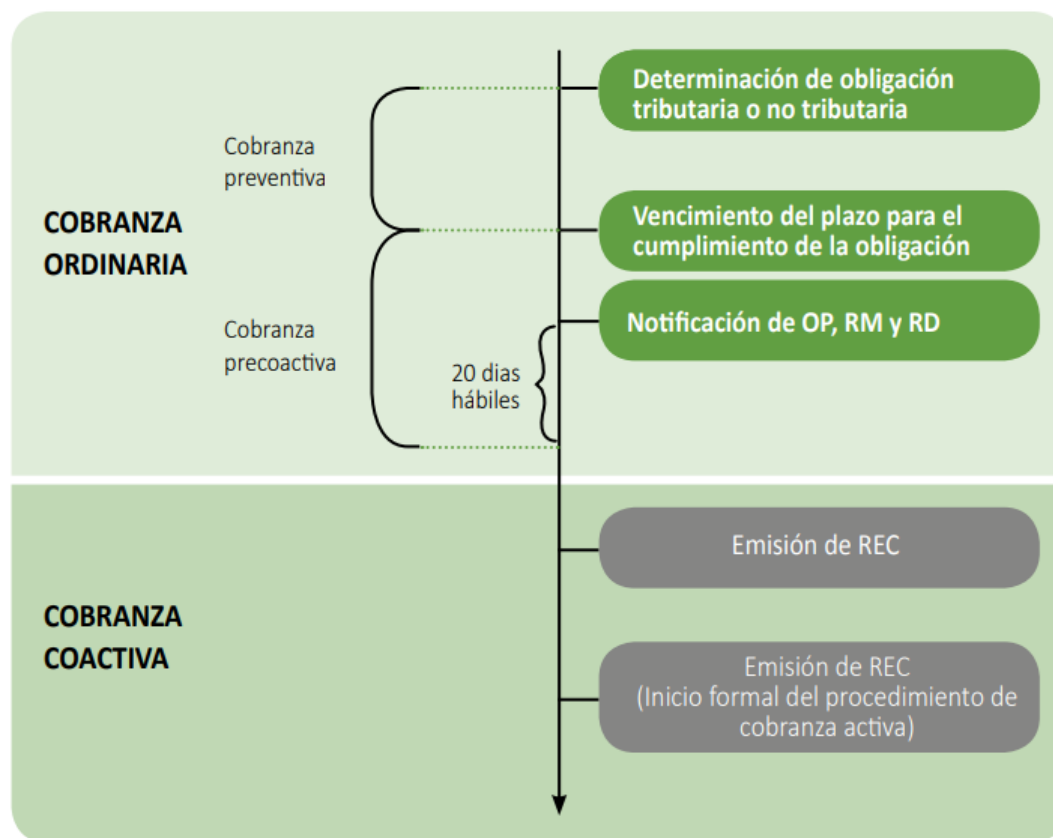 Determinación de obligación
tributaria o no tributaria
Cobranza
preventiva
COBRANZA
ORDINARIA
Vencimiento del plazo para el
cumplimiento de la obligación
Notificación de OP, RM y RD
Cobranza
precoactiva
20 dias
hábiles
Emisión de REC
COBRANZA
COACTIVA
Emisión de REC
(Inicio formal del procedimiento de
cobranza activa)